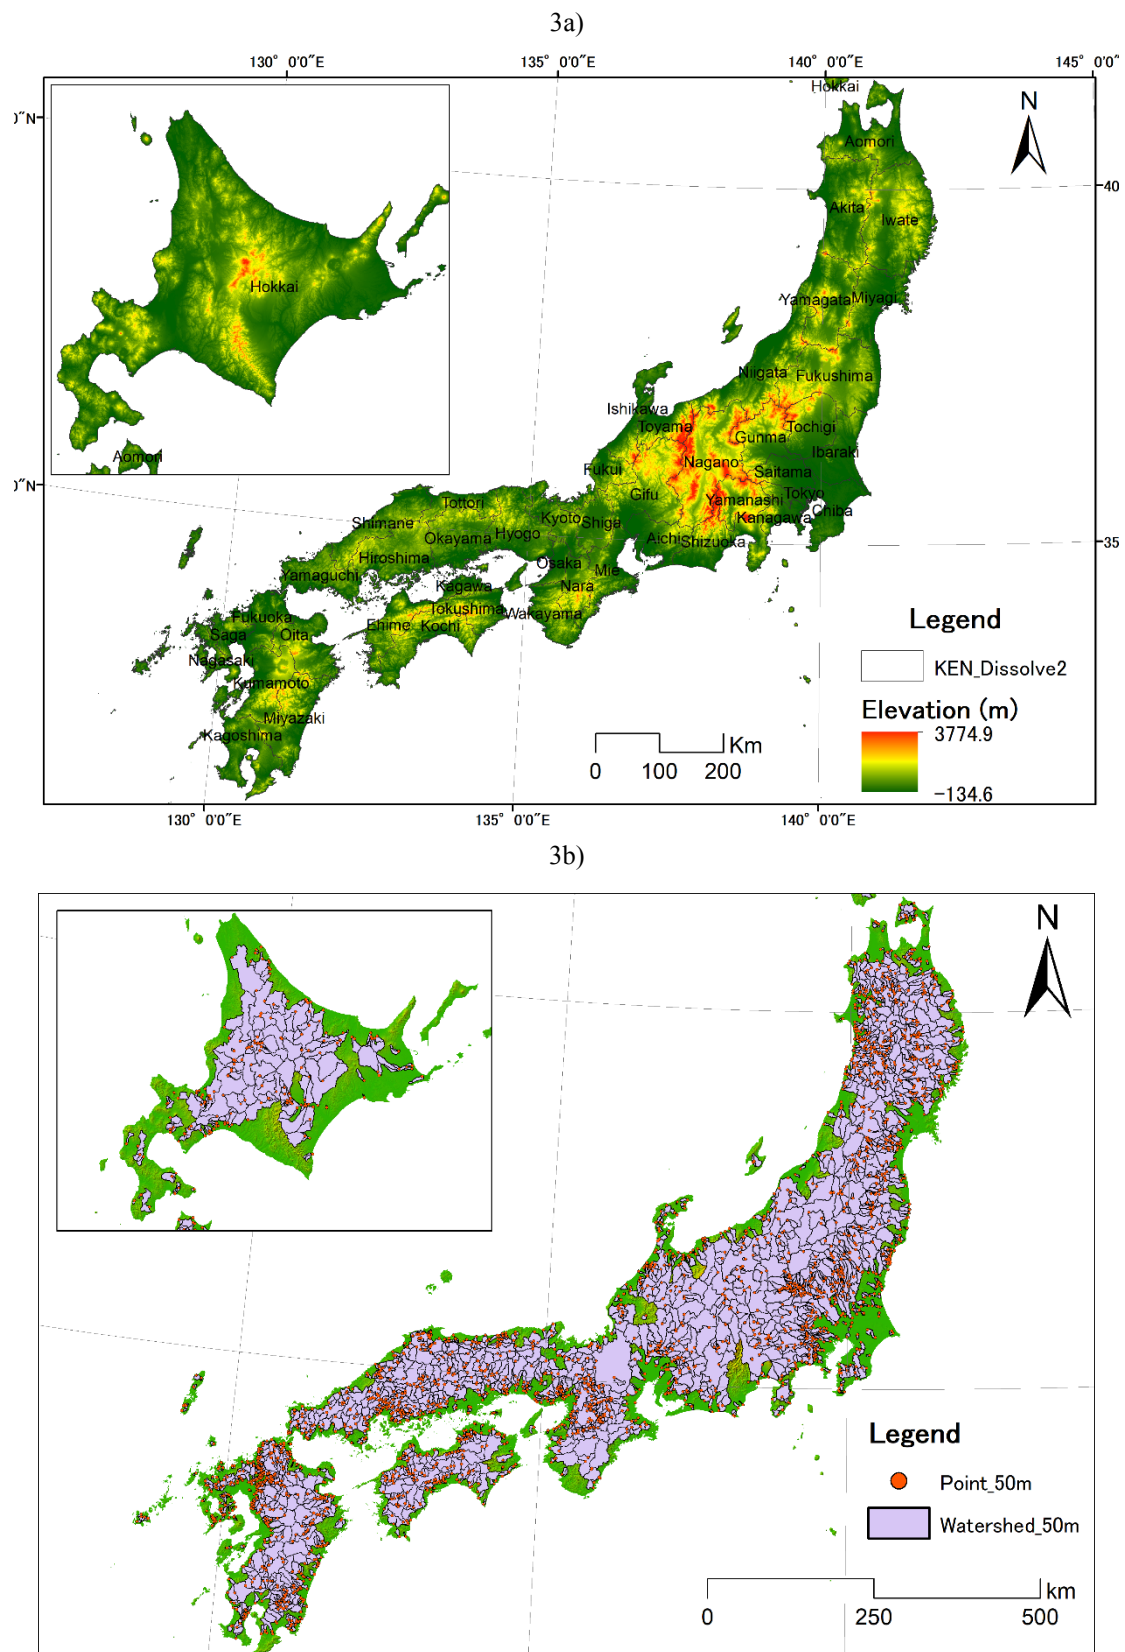 3a)
130° 0'0"E
135° 0'0"E
140° 0'0"E
145° 0'0"
0"N
Hokkai
N
Aomori
40
Akita
Iwate
Hokkai
Yamagata
Miyagi
Niigata
Fukushima
Ishikawa
Toyama
Tochigi
Gunma
Ibaraki
Aomori
Nagano
Fukui
Saitama
0"N
Gifu
Yamanashi
Tokyo
Tottori
Chiba
Kanagawa
Shimane
Kyoto
Shiga
Hyogo
Okayama
Aichi
Shizuoka
35
Hiroshima
Osaka
Mie
Yamaguchi
Kagawa
Nara
Tokushima
Wakayama
Fukuoka
Ehime
Kochi
Saga
Oita
Legend
Nagasaki
KEN_Dissolve2
Kumamoto
Elevation (m)
Miyazaki
3774.9
Kagoshima
Km
0 100 200
-134.6
130° 0'0"E
135° 0'0"E
140° 0'0"E
3b)
N
Legend
Point_50m
Watershed_50m
km
0 250 500